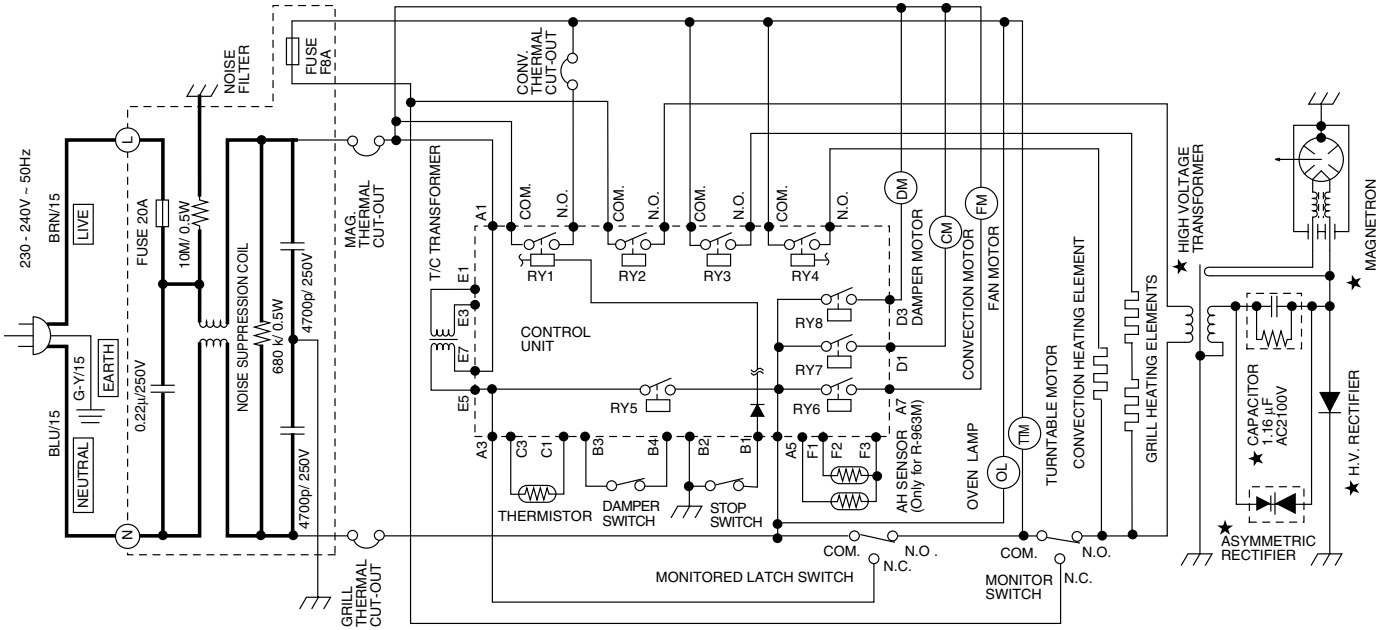 230 - 240V ~ 50Hz
BRN/15
LIVE
G-Y/15
EARTH
BLU/15
NEUTRAL
L
N
NOISE
FILTER
FUSE 20A
10M/ 0.5W
0.22µ/250V
NOISE SUPPRESSION COIL
680 k/ 0.5W
4700p/ 250V
4700p/ 250V
FUSE
F8A
MAG.
THERMAL
CUT-OUT
GRILL
THERMAL
CUT-OUT
CONV.
THERMAL
CUT-OUT
T/C TRANSFORMER
A1
E1
E3
E7
E5
COM.
N.O.
COM.
N.O.
COM.
N.O.
COM.
N.O.
RY1
RY2
RY3
RY4
CONTROL
UNIT
RY5
RY8
RY7
RY6
D3
D1
A7
A3
C3
C1
B3
B4
B2
B1
A5
F1
F2
F3
THERMISTOR
DAMPER
SWITCH
STOP
SWITCH
AH SENSOR
(Only for R-963M)
DM
CM
FM
DAMPER MOTOR
CONVECTION MOTOR
FAN MOTOR
OVEN LAMP
OL
TTM
TURNTABLE MOTOR
CONVECTION HEATING ELEMENT
GRILL HEATING ELEMENTS
COM.
N.O .
N.C.
MONITORED LATCH SWITCH
COM.
N.O.
N.C.
MONITOR
SWITCH
★ HIGH VOLTAGE
TRANSFORMER
★ CAPACITOR
1.16 µF
AC2100V
★
ASYMMETRIC
RECTIFIER
★ H.V. RECTIFIER
★ MAGNETRON